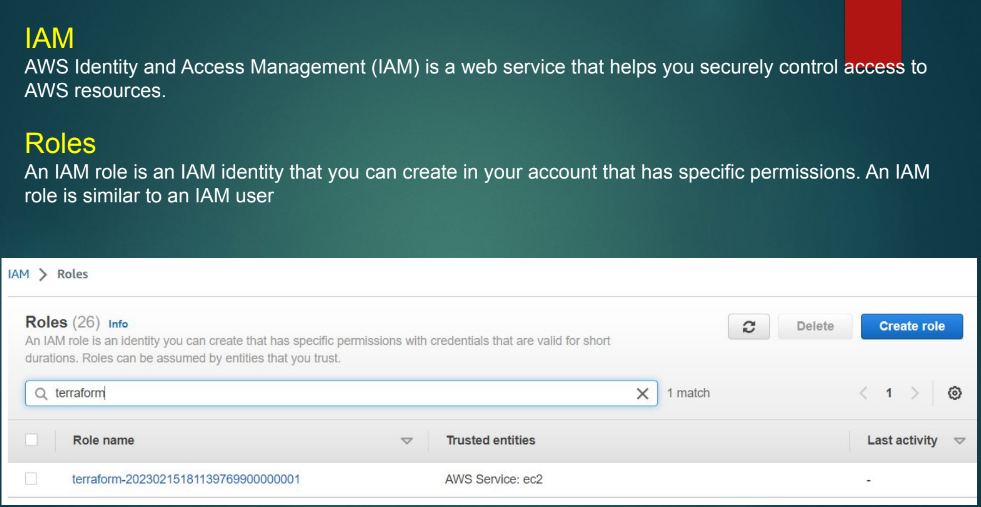 IAM
AWS Identity and Access Management (IAM) is a web service that helps you securely control access to
AWS resources.
Roles
An IAM role is an IAM identity that you can create in your account that has specific permissions. An IAM
role is similar to an IAM user
IAM > Roles
Roles (26) Info
An IAM role is an identity you can create that has specific permissions with credentials that are valid for short
durations. Roles can be assumed by entities that you trust.
Delete
Create role
terraform
1 match
< 1 >
Role name
Trusted entities
Last activity
terraform-20230215181139769900000001
AWS Service: ec2
-